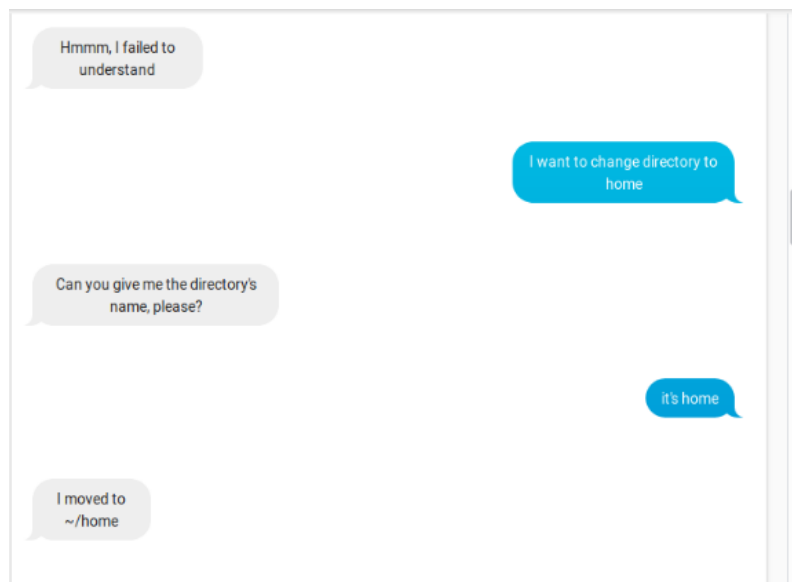 Hmmm, I failed to
understand
I want to change directory to
home
Can you give me the directory's
name, please?
it's home
I moved to
~/home